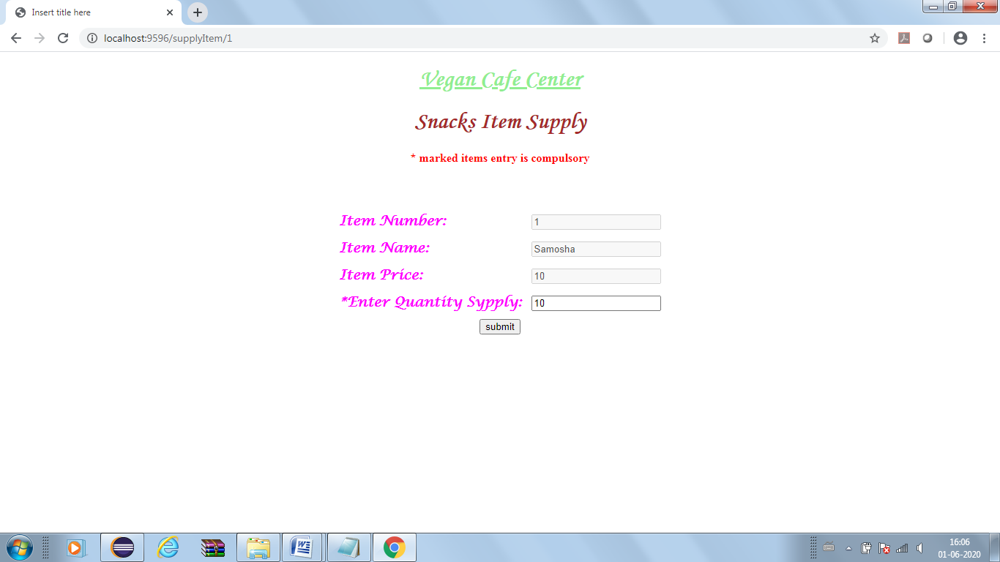 Insert title here
localhost:9596/supplyItem/1
Vegan Cafe Center
Snacks Item Supply
* marked items entry is compulsory
Item Number: 1
Item Name: Samosha
Item Price: 10
*Enter Quantity Sypply: 10
submit
16:06
01-06-2020